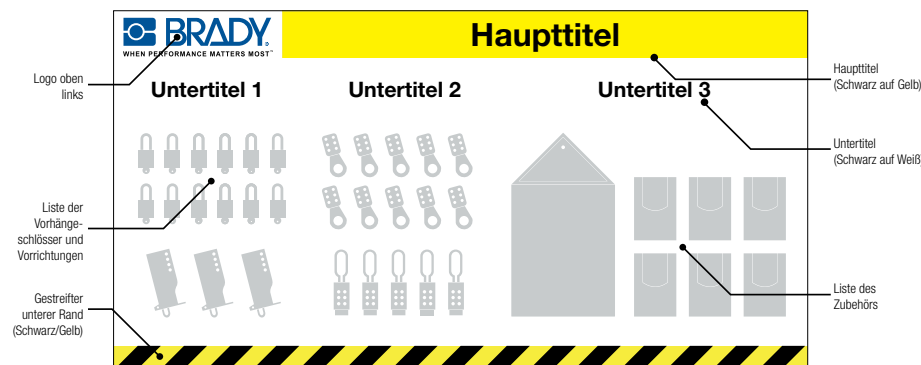 BRADY.
WHEN PERFORMANCE MATTERS MOST™
Haupttitel
Untertitel 1
Untertitel 2
Untertitel 3
Logo oben
links
Liste der
Vorhänge-
schlösser und
Vorrichtungen
Gestreifter
unterer Rand
(Schwarz/Gelb)
Haupttitel
(Schwarz auf Gelb)
Untertitel
(Schwarz auf Weiß
Liste des
Zubehörs